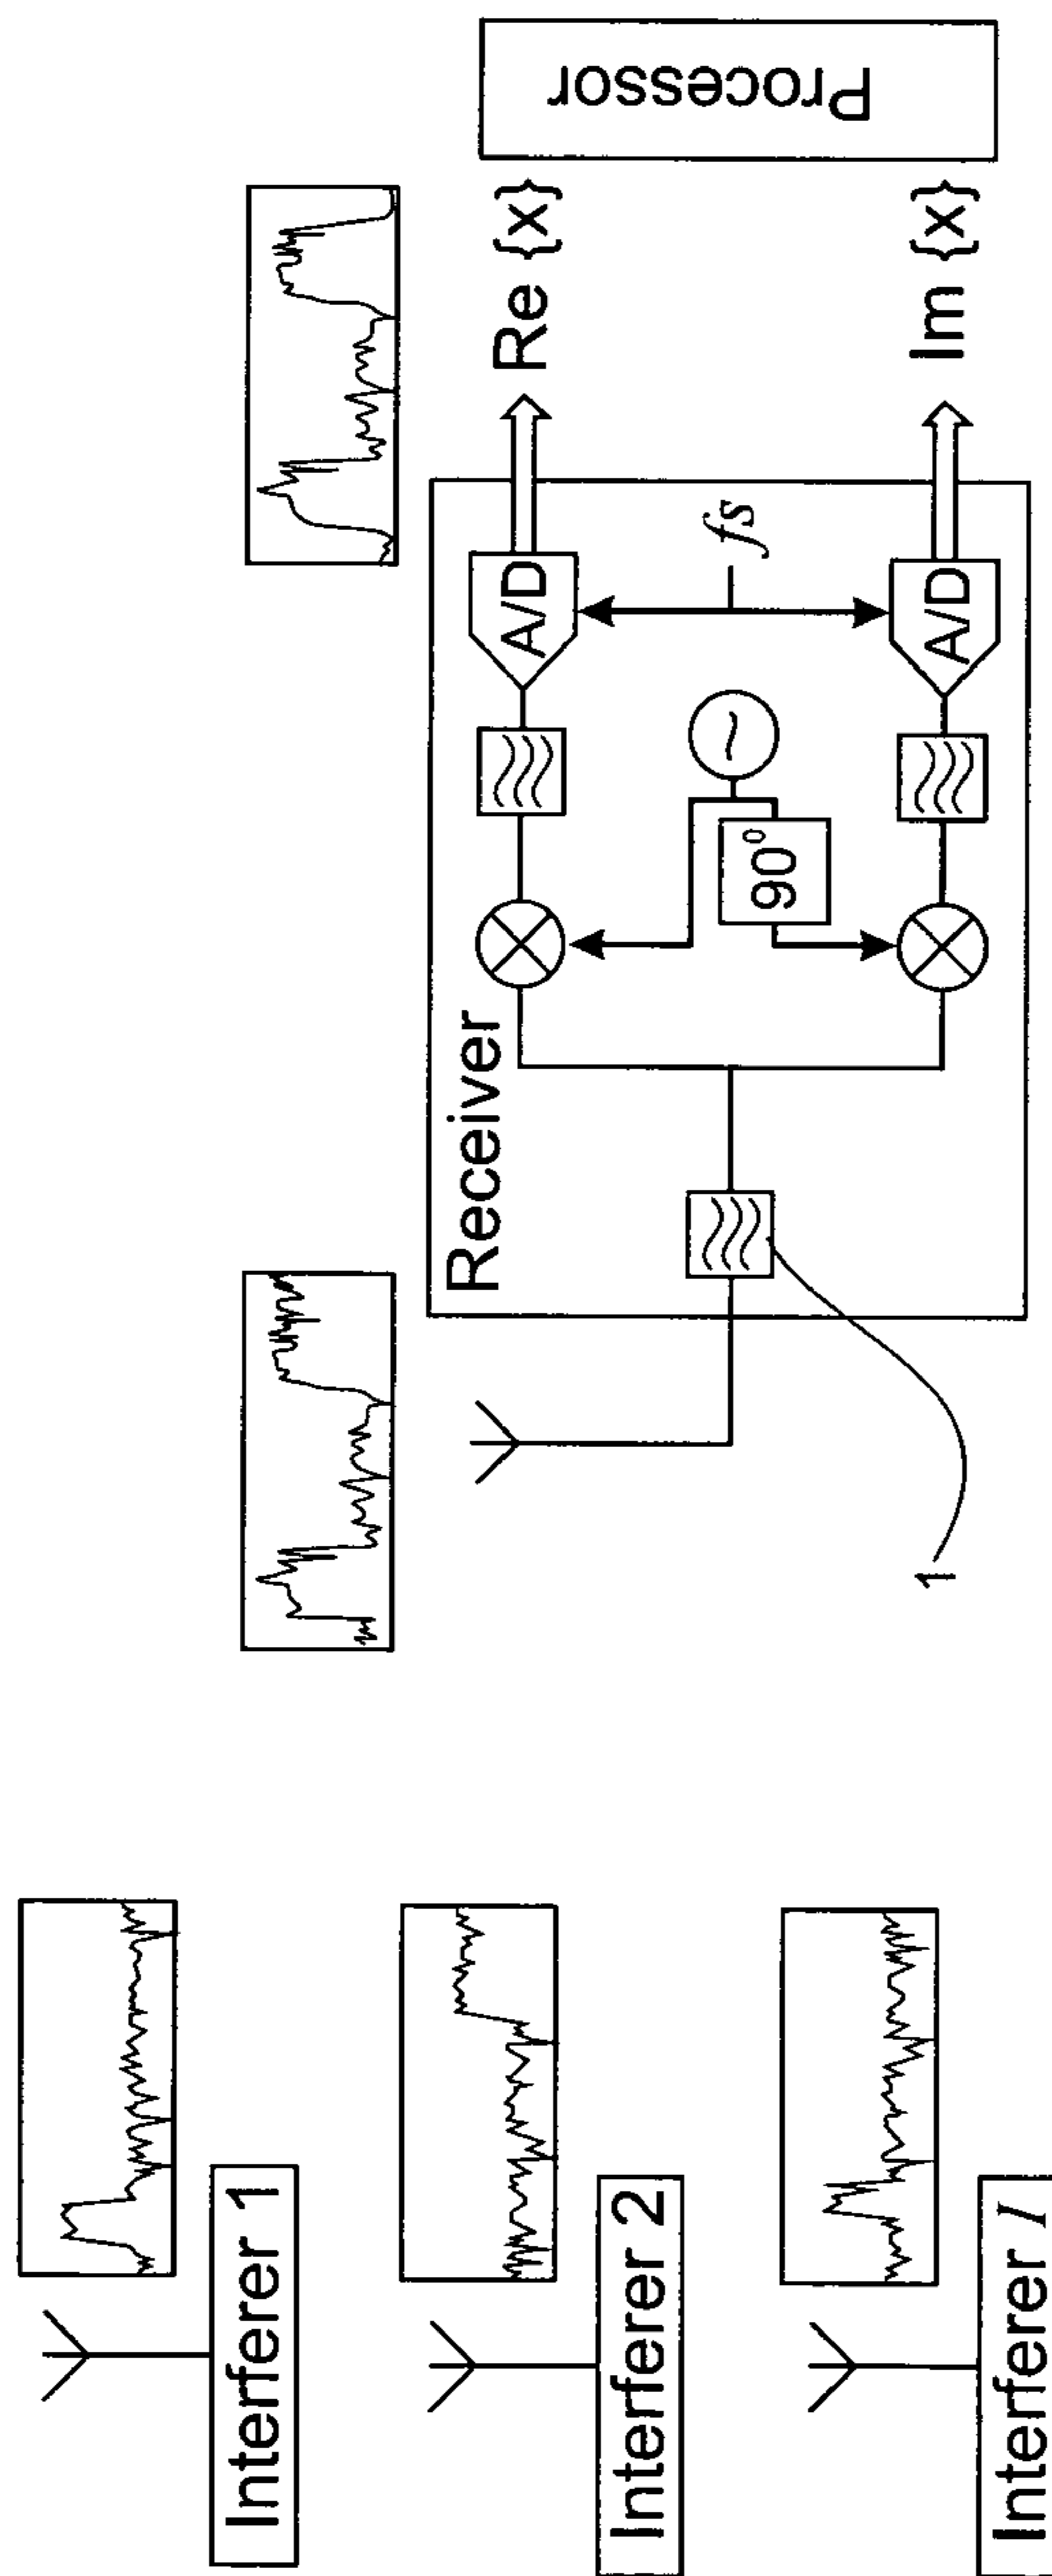 Interferer 1
Interferer 2
Interferer I
1
Receiver
90°
A/D
A/D
fs
Re {x}
Im {x}
Processor